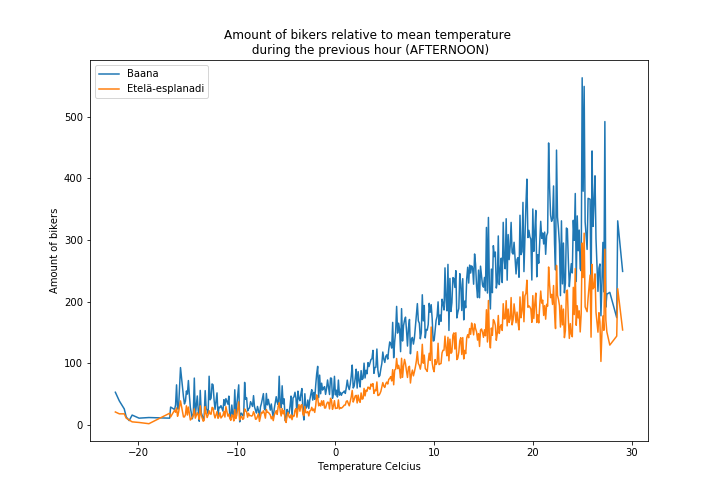 Amount of bikers relative to mean temperature
during the previous hour (AFTERNOON)
Baana
Etelä-esplanadi
Amount of bikers
500
400
300
200
100
0
−20
−10
0
10
20
30
Temperature Celcius